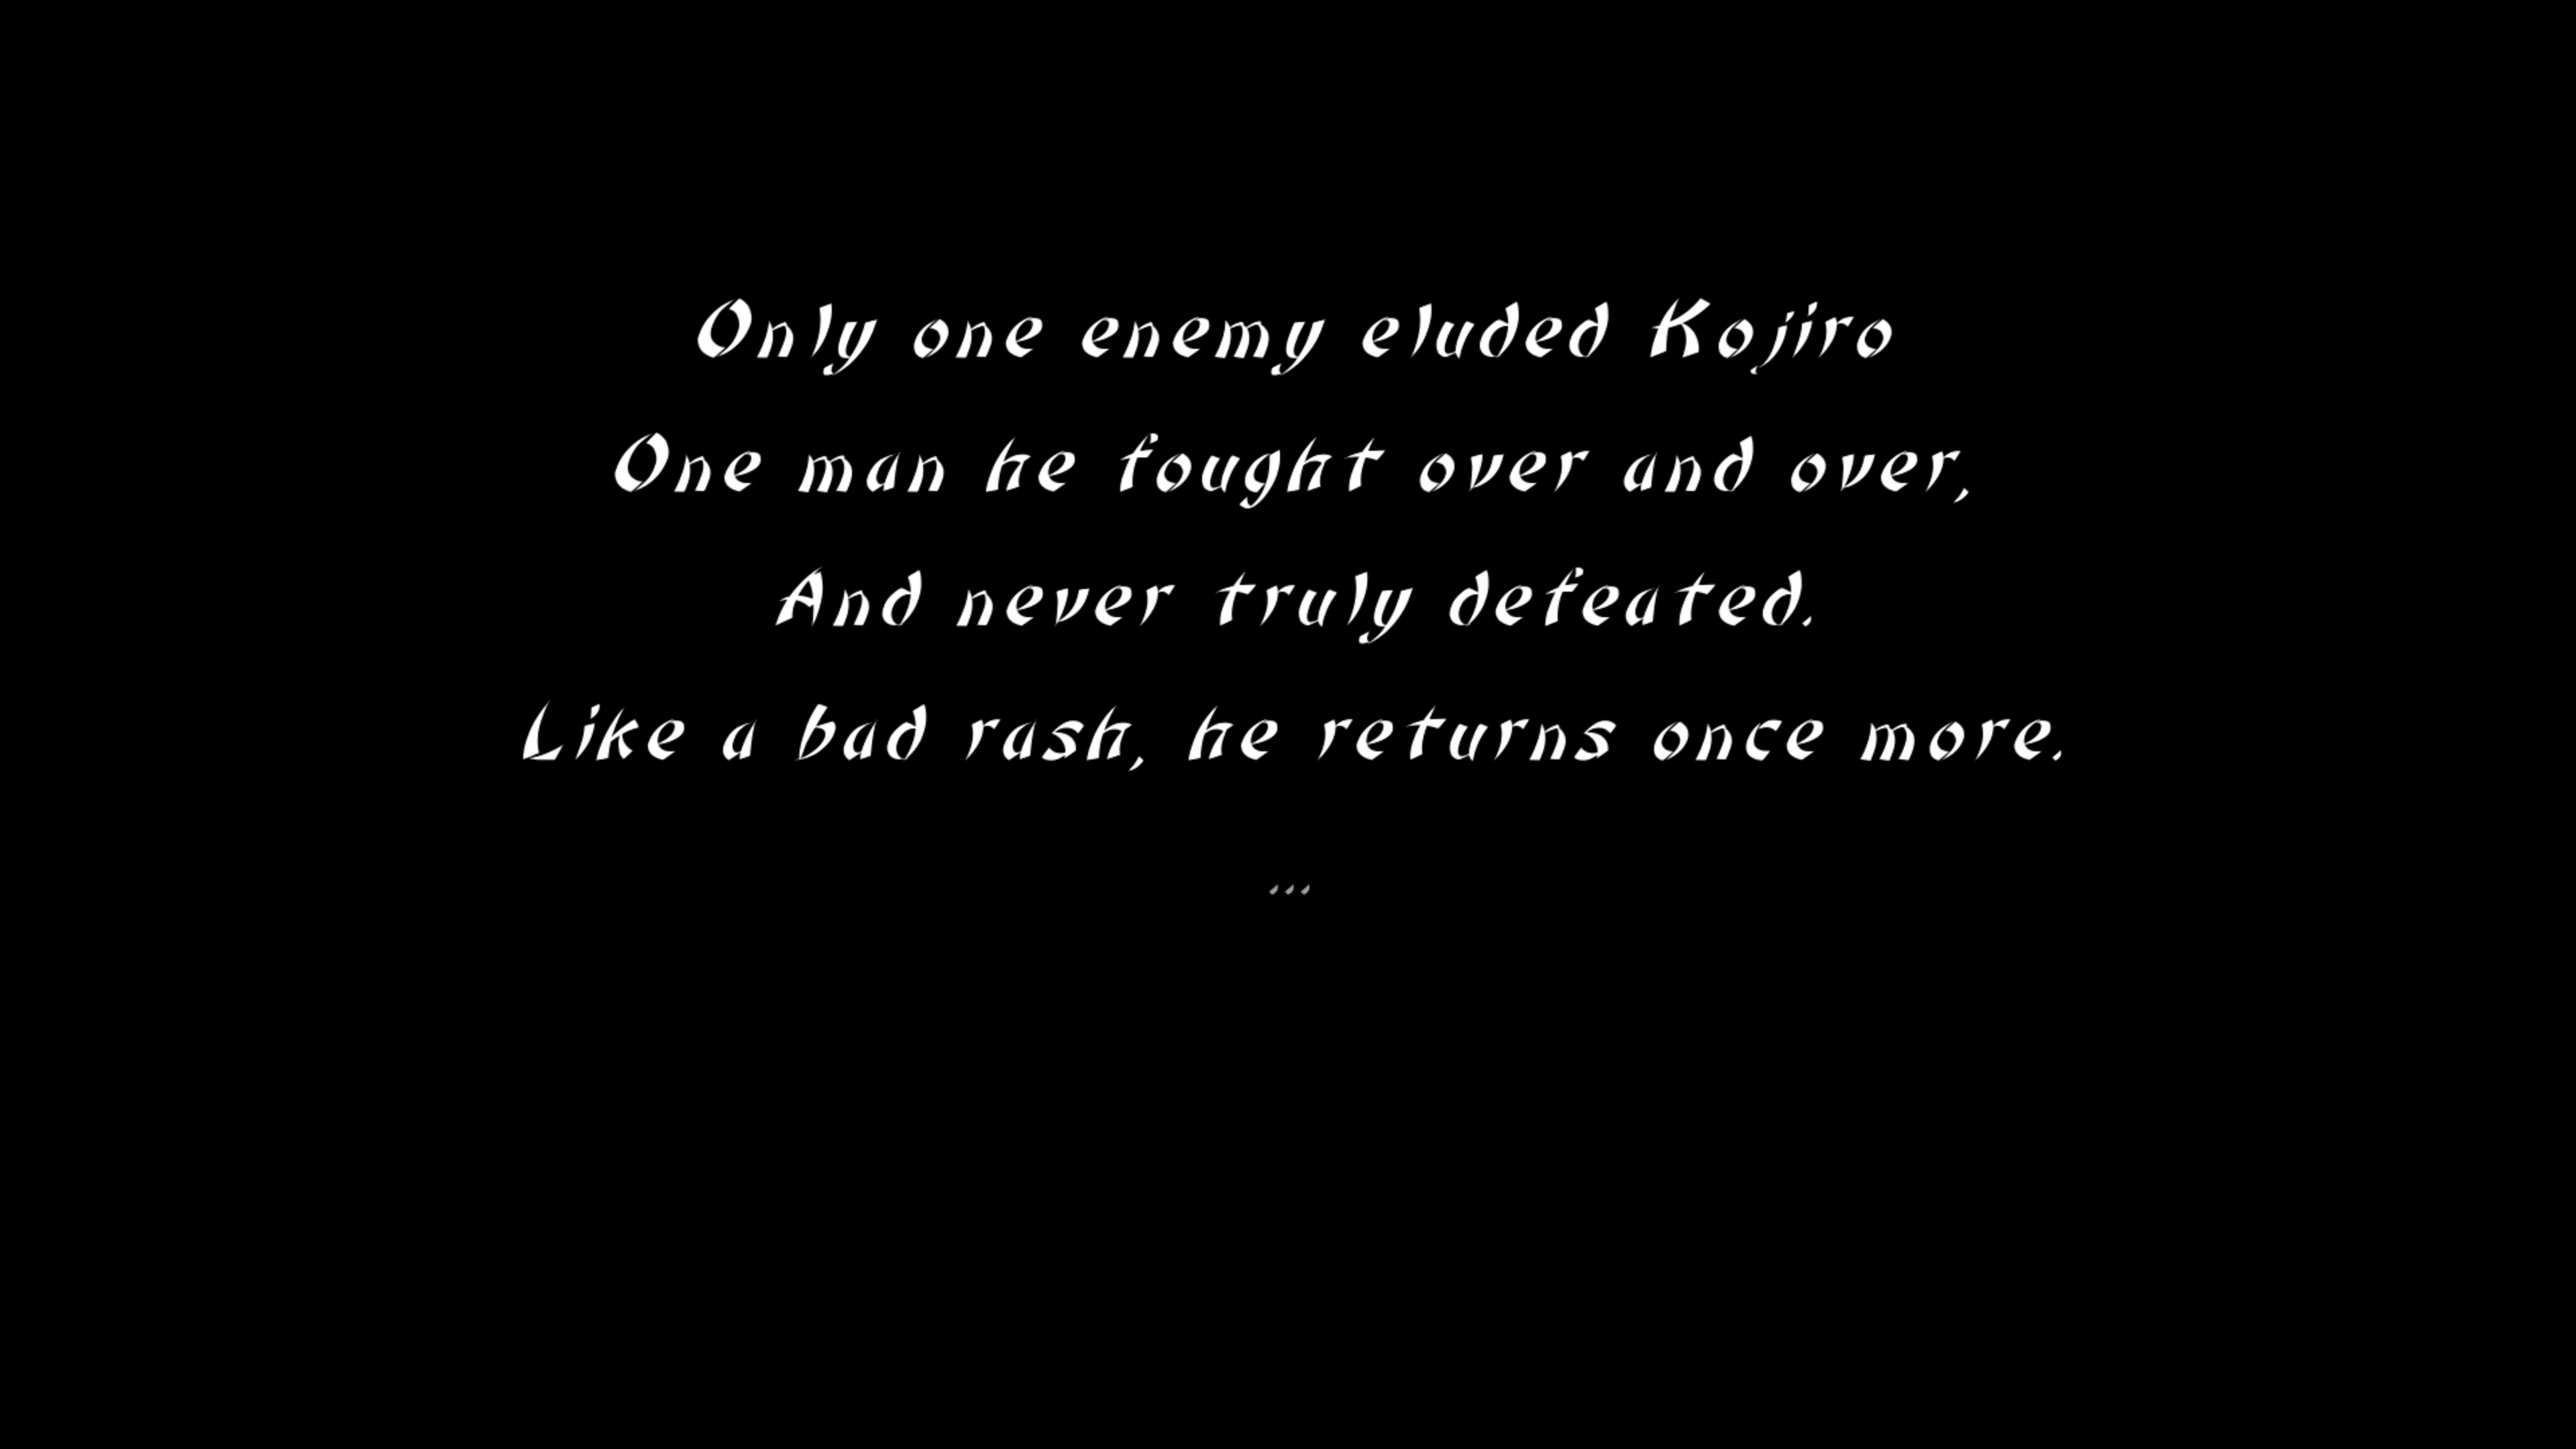 Only one enemy eluded Kojiro
One man he fought over and over,
And never truly defeated.
Like a bad rash, he returns once more.
...